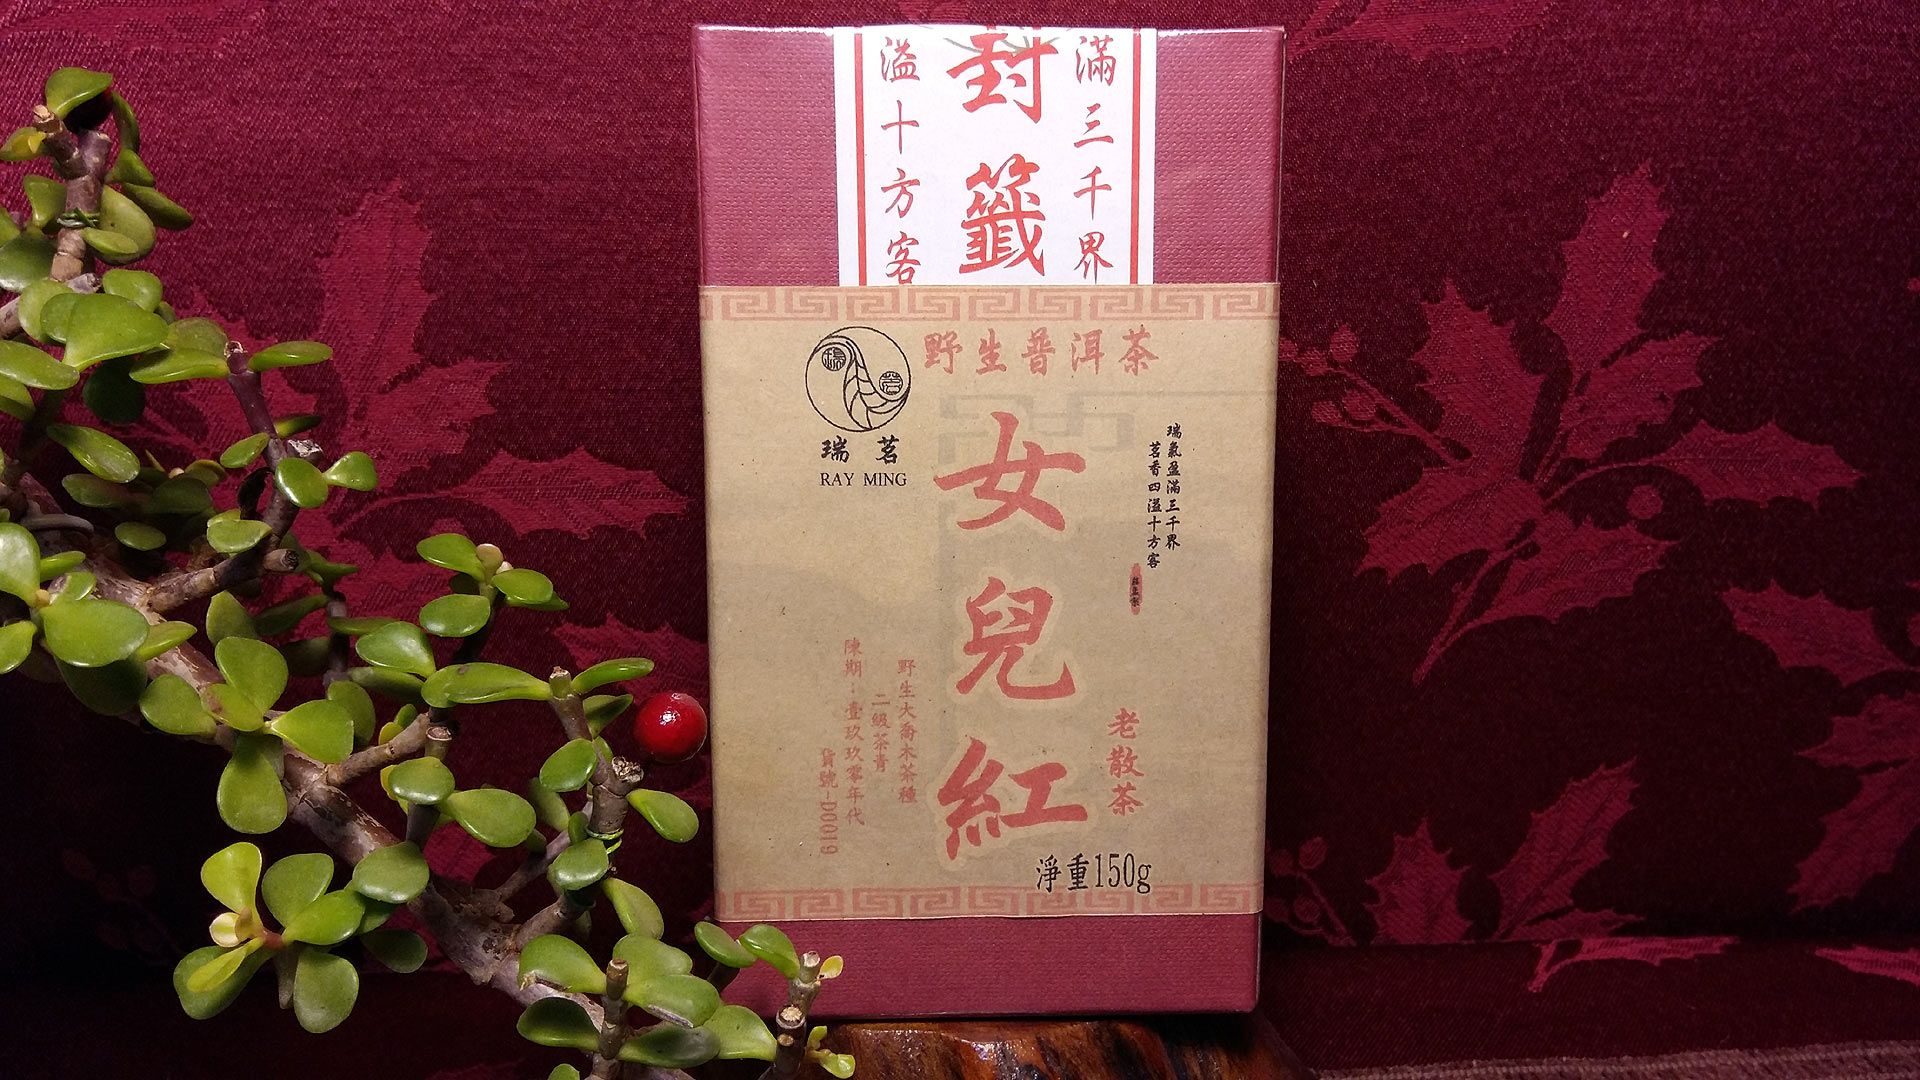 滿三千界
封籤
溢十方客
野生普洱茶
瑞茗
RAY MING
女兒紅
瑞氣盈滿三千界
茗香四溢十方客
老散茶
野生大喬木茶種
二級茶青
陳期：壹玖玖零年代
貨號-D0019
淨重150g